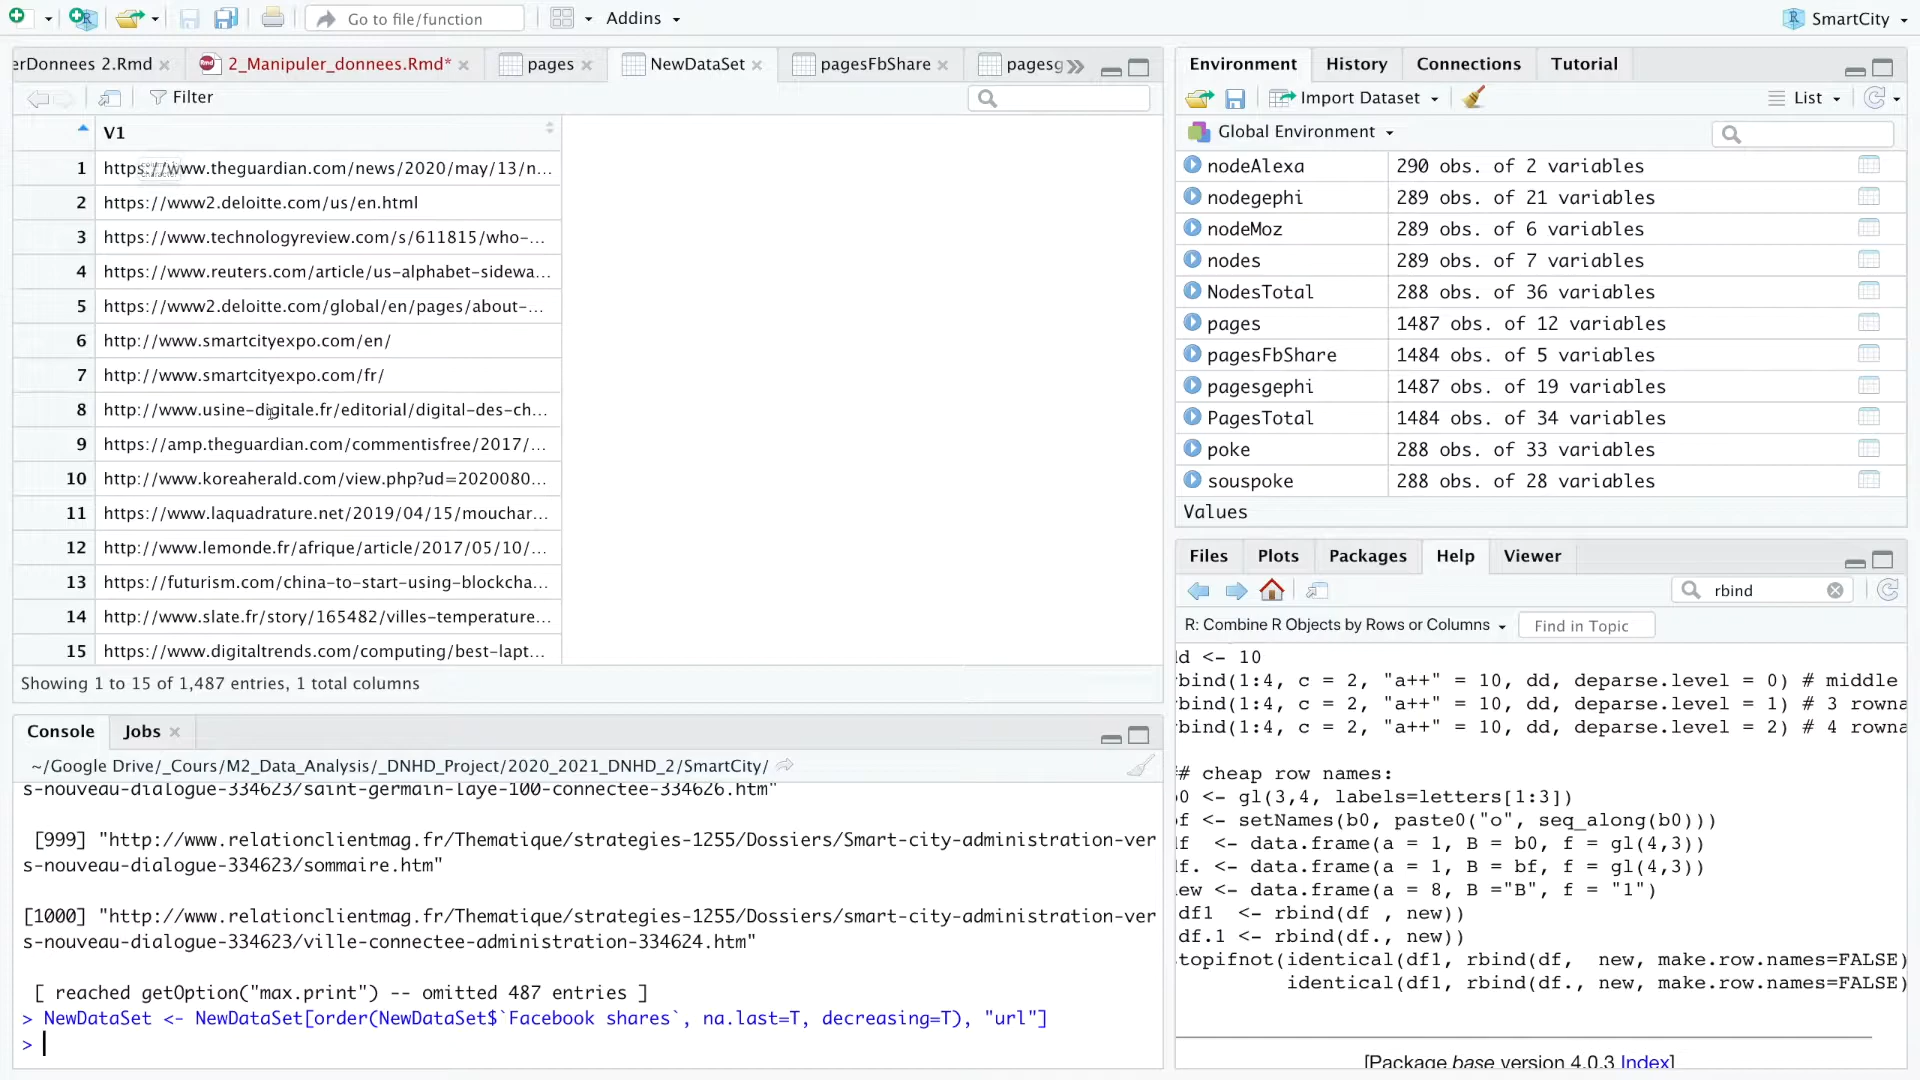 Go to file/function
Addins
SmartCity
erDonnees 2.Rmd
2_Manipuler_donnees.Rmd*
pages
NewDataSet
pagesFbShare
pagesg
Filter
V1
1 https://www.theguardian.com/news/2020/may/13/n...
2 https://www2.deloitte.com/us/en.html
3 https://www.technologyreview.com/s/611815/who-...
4 https://www.reuters.com/article/us-alphabet-sidewa...
5 https://www2.deloitte.com/global/en/pages/about-...
6 http://www.smartcityexpo.com/en/
7 http://www.smartcityexpo.com/fr/
8 http://www.usine-digitale.fr/editorial/digital-des-ch...
9 https://amp.theguardian.com/commentisfree/2017/...
10 http://www.koreaherald.com/view.php?ud=2020080...
11 https://www.laquadrature.net/2019/04/15/mouchar...
12 http://www.lemonde.fr/afrique/article/2017/05/10/...
13 https://futurism.com/china-to-start-using-blockcha...
14 http://www.slate.fr/story/165482/villes-temperature...
15 https://www.digitaltrends.com/computing/best-lapt...
Showing 1 to 15 of 1,487 entries, 1 total columns
Console
Jobs
~/Google Drive/_Cours/M2_Data_Analysis/_DNHD_Project/2020_2021_DNHD_2/SmartCity/
s-nouveau-dialogue-334623/saint-germain-laye-100-connectee-334626.htm"
[999] "http://www.relationclientmag.fr/Thematique/strategies-1255/Dossiers/Smart-city-administration-ver
s-nouveau-dialogue-334623/sommaire.htm"
[1000] "http://www.relationclientmag.fr/Thematique/strategies-1255/Dossiers/smart-city-administration-ver
s-nouveau-dialogue-334623/ville-connectee-administration-334624.htm"
[ reached getOption("max.print") -- omitted 487 entries ]
> NewDataSet <- NewDataSet[order(NewDataSet$`Facebook shares`, na.last=T, decreasing=T), "url"]
>
Environment
History
Connections
Tutorial
Import Dataset
List
Global Environment
nodeAlexa 290 obs. of 2 variables
nodegephi 289 obs. of 21 variables
nodeMoz 289 obs. of 6 variables
nodes 289 obs. of 7 variables
NodesTotal 288 obs. of 36 variables
pages 1487 obs. of 12 variables
pagesFbShare 1484 obs. of 5 variables
pagesgephi 1487 obs. of 19 variables
PagesTotal 1484 obs. of 34 variables
poke 288 obs. of 33 variables
souspoke 288 obs. of 28 variables
Values
Files
Plots
Packages
Help
Viewer
rbind
R: Combine R Objects by Rows or Columns
Find in Topic
dd <- 10
rbind(1:4, c = 2, "a++" = 10, dd, deparse.level = 0) # middle
rbind(1:4, c = 2, "a++" = 10, dd, deparse.level = 1) # 3 rowna
rbind(1:4, c = 2, "a++" = 10, dd, deparse.level = 2) # 4 rowna
## cheap row names:
b0 <- gl(3,4, labels=letters[1:3])
bf <- setNames(b0, paste0("o", seq_along(b0)))
df <- data.frame(a = 1, B = b0, f = gl(4,3))
df. <- data.frame(a = 1, B = bf, f = gl(4,3))
new <- data.frame(a = 8, B ="B", f = "1")
df1 <- rbind(df , new))
df.1 <- rbind(df., new))
stopifnot(identical(df1, rbind(df, new, make.row.names=FALSE)
identical(df1, rbind(df., new, make.row.names=FALSE)
[Package base version 4.0.3 Index]